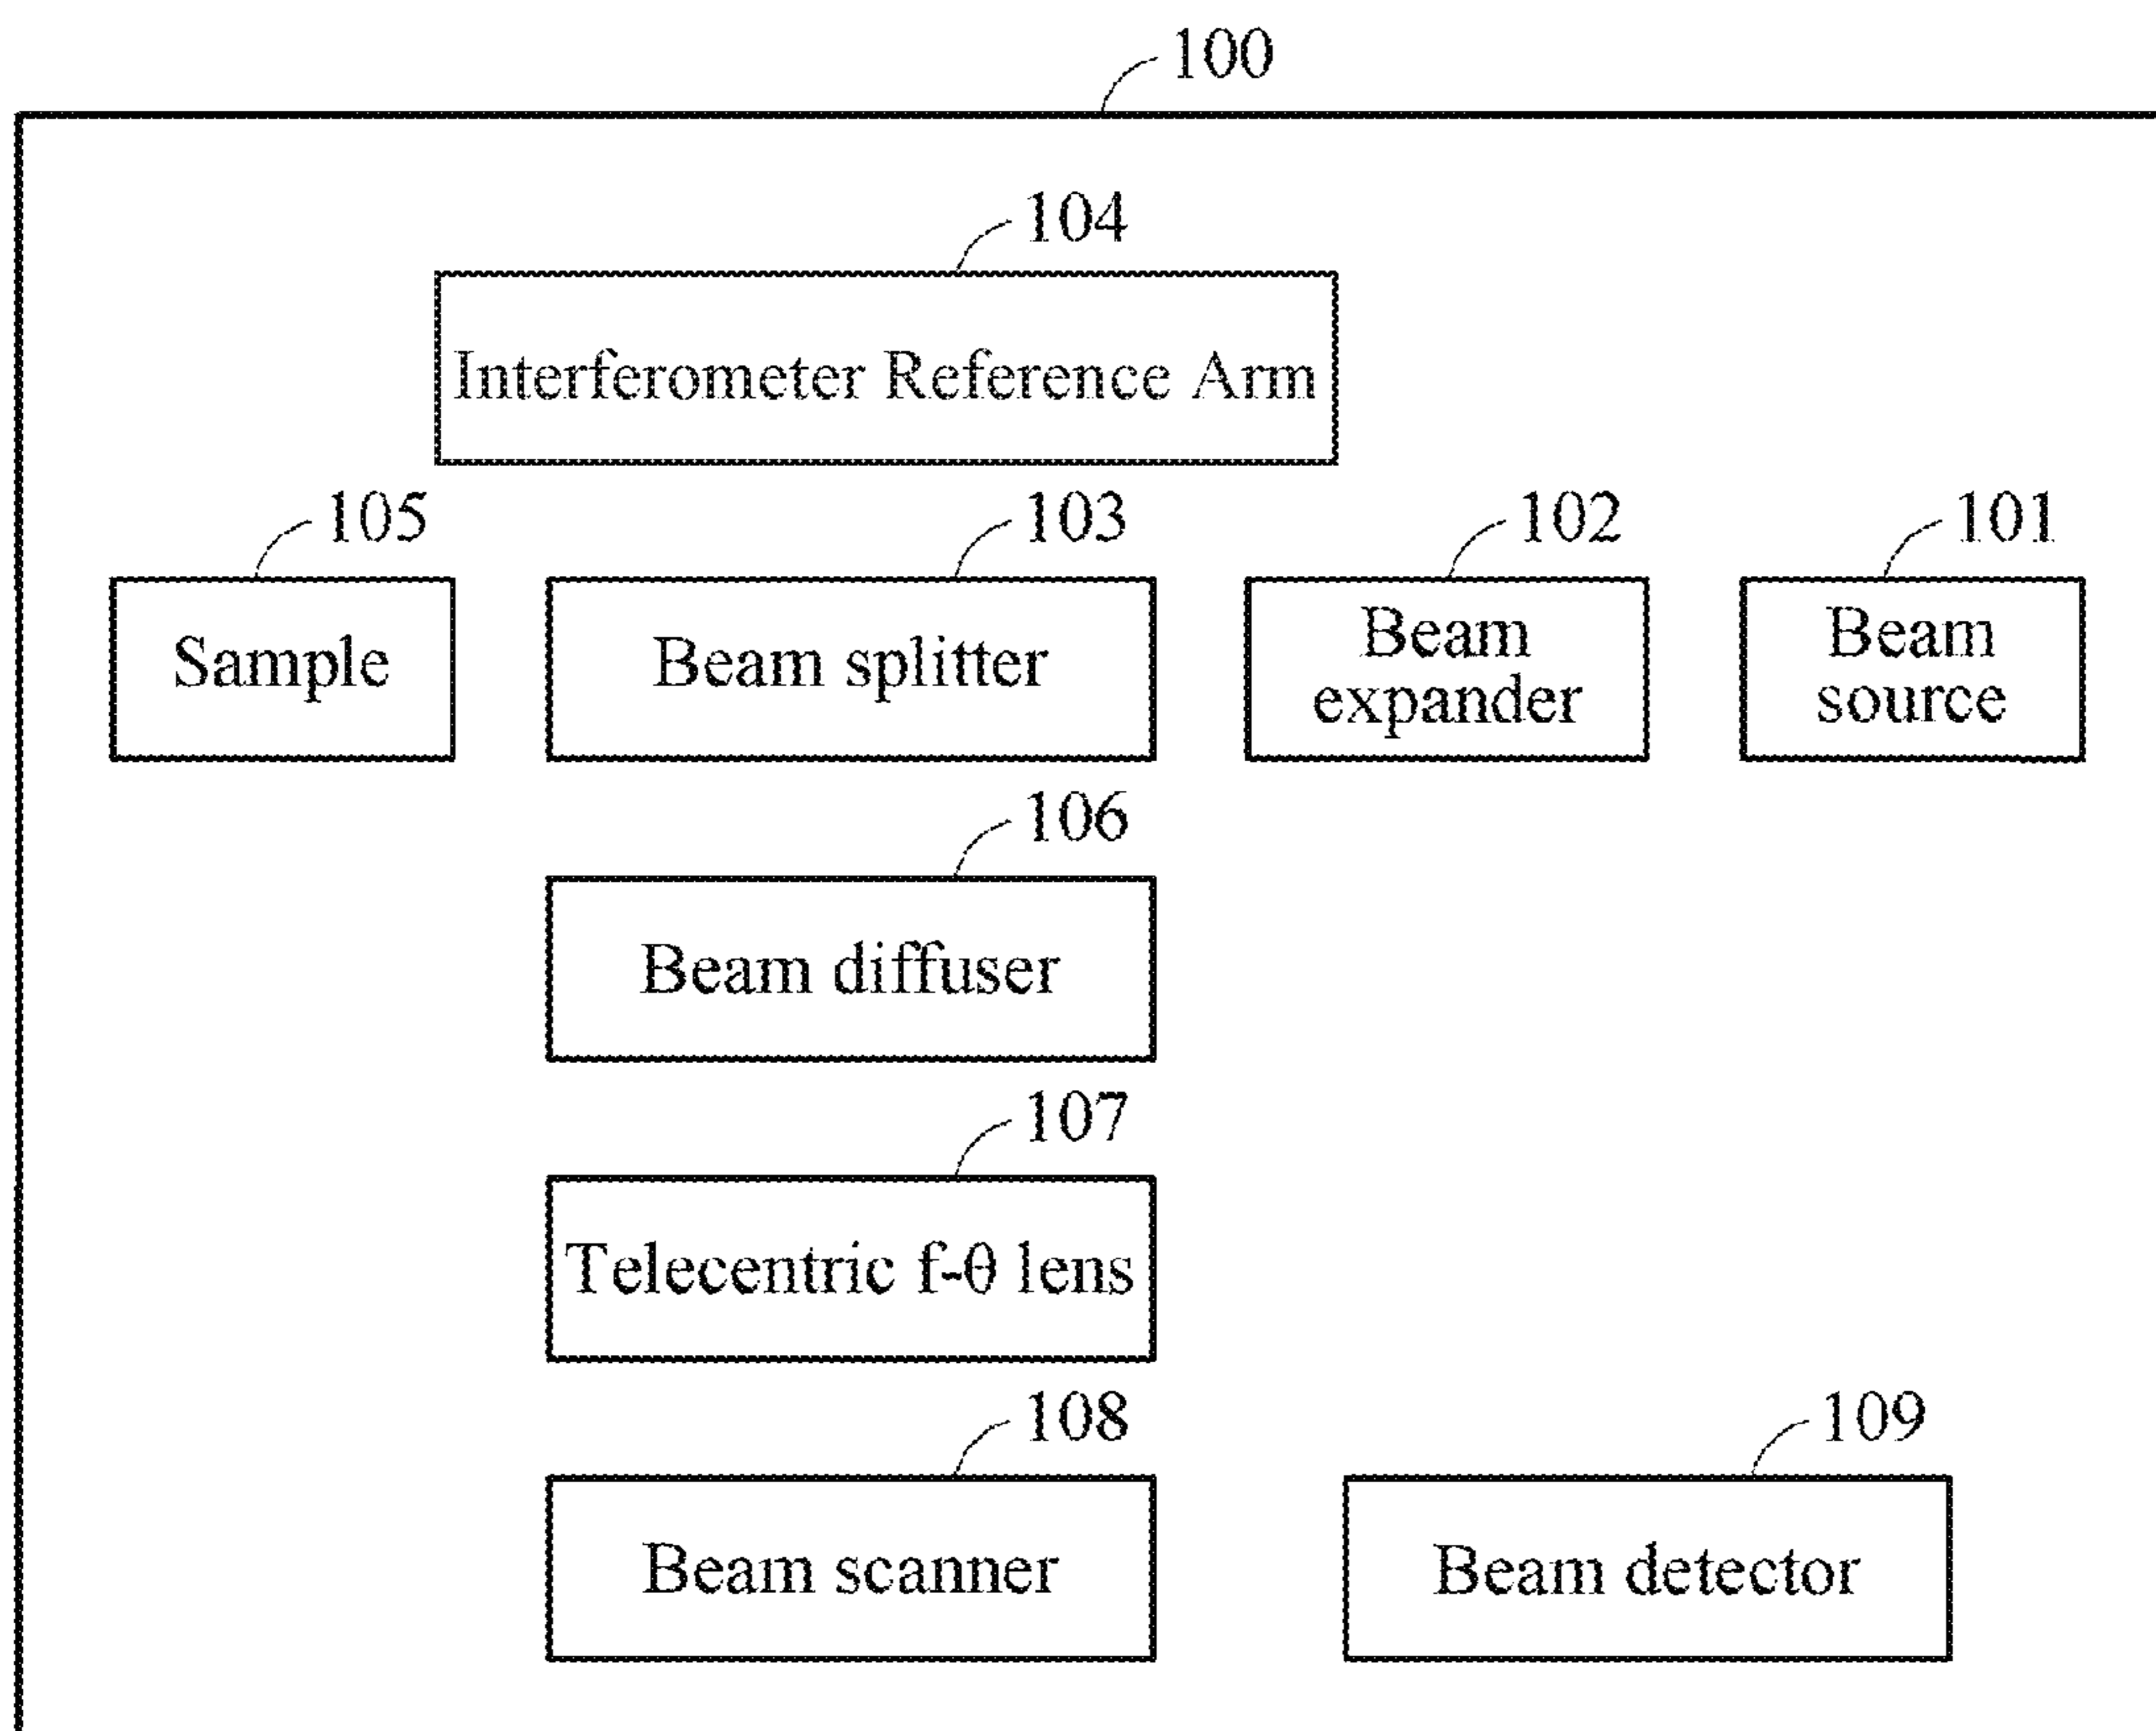 100
104
Interferometer Reference Arm
105
103
102
101
Sample
Beam splitter
Beam
expander
Beam
source
106
Beam diffuser
107
Telecentric f-θ lens
108
109
Beam scanner
Beam detector